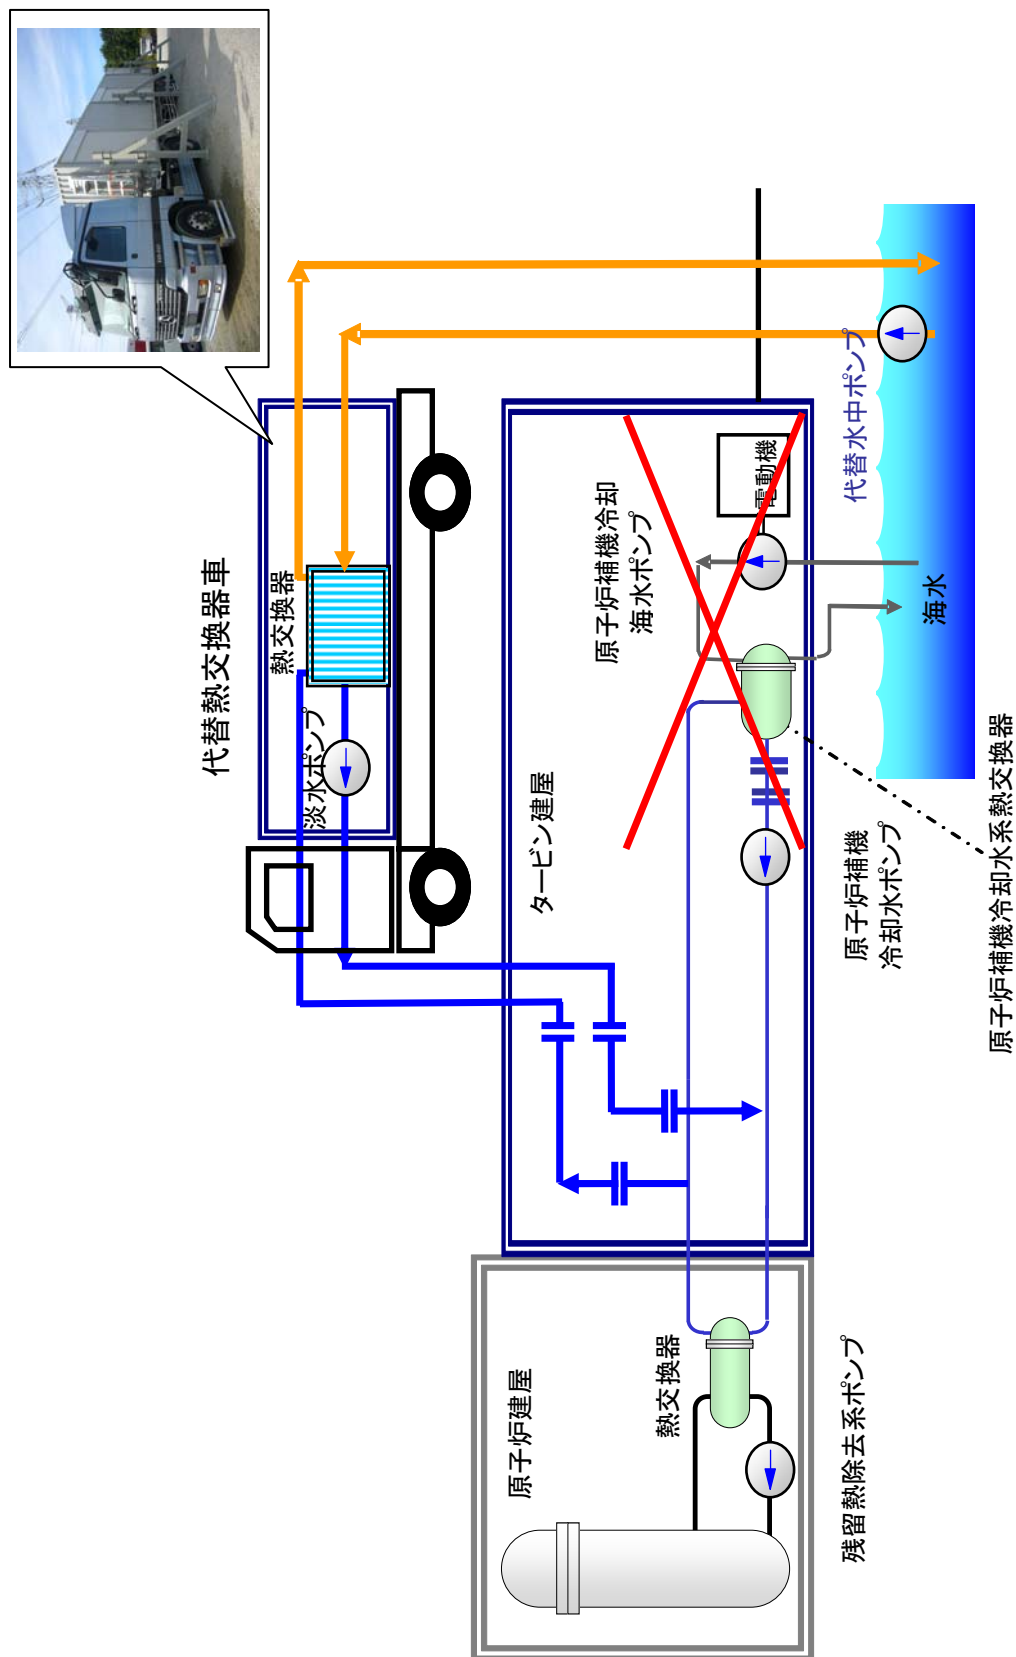 代替熱交換器車
熱交換器
淡水ポンプ
タービン建屋
原子炉補機冷却
海水ポンプ
電動機
代替水中ポンプ
海水
原子炉補機
冷却水ポンプ
原子炉補機冷却水系熱交換器
原子炉建屋
熱交換器
残留熱除去系ポンプ